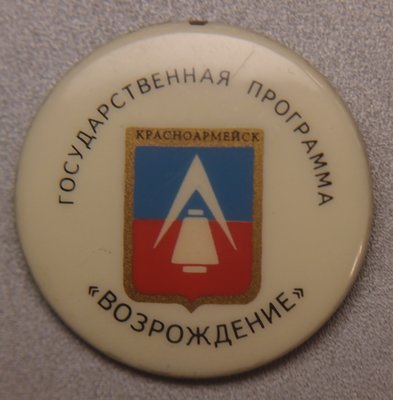 ГОСУДАРСТВЕННАЯ ПРОГРАММА
КРАСНОАРМЕЙСК
«ВОЗРОЖДЕНИЕ»